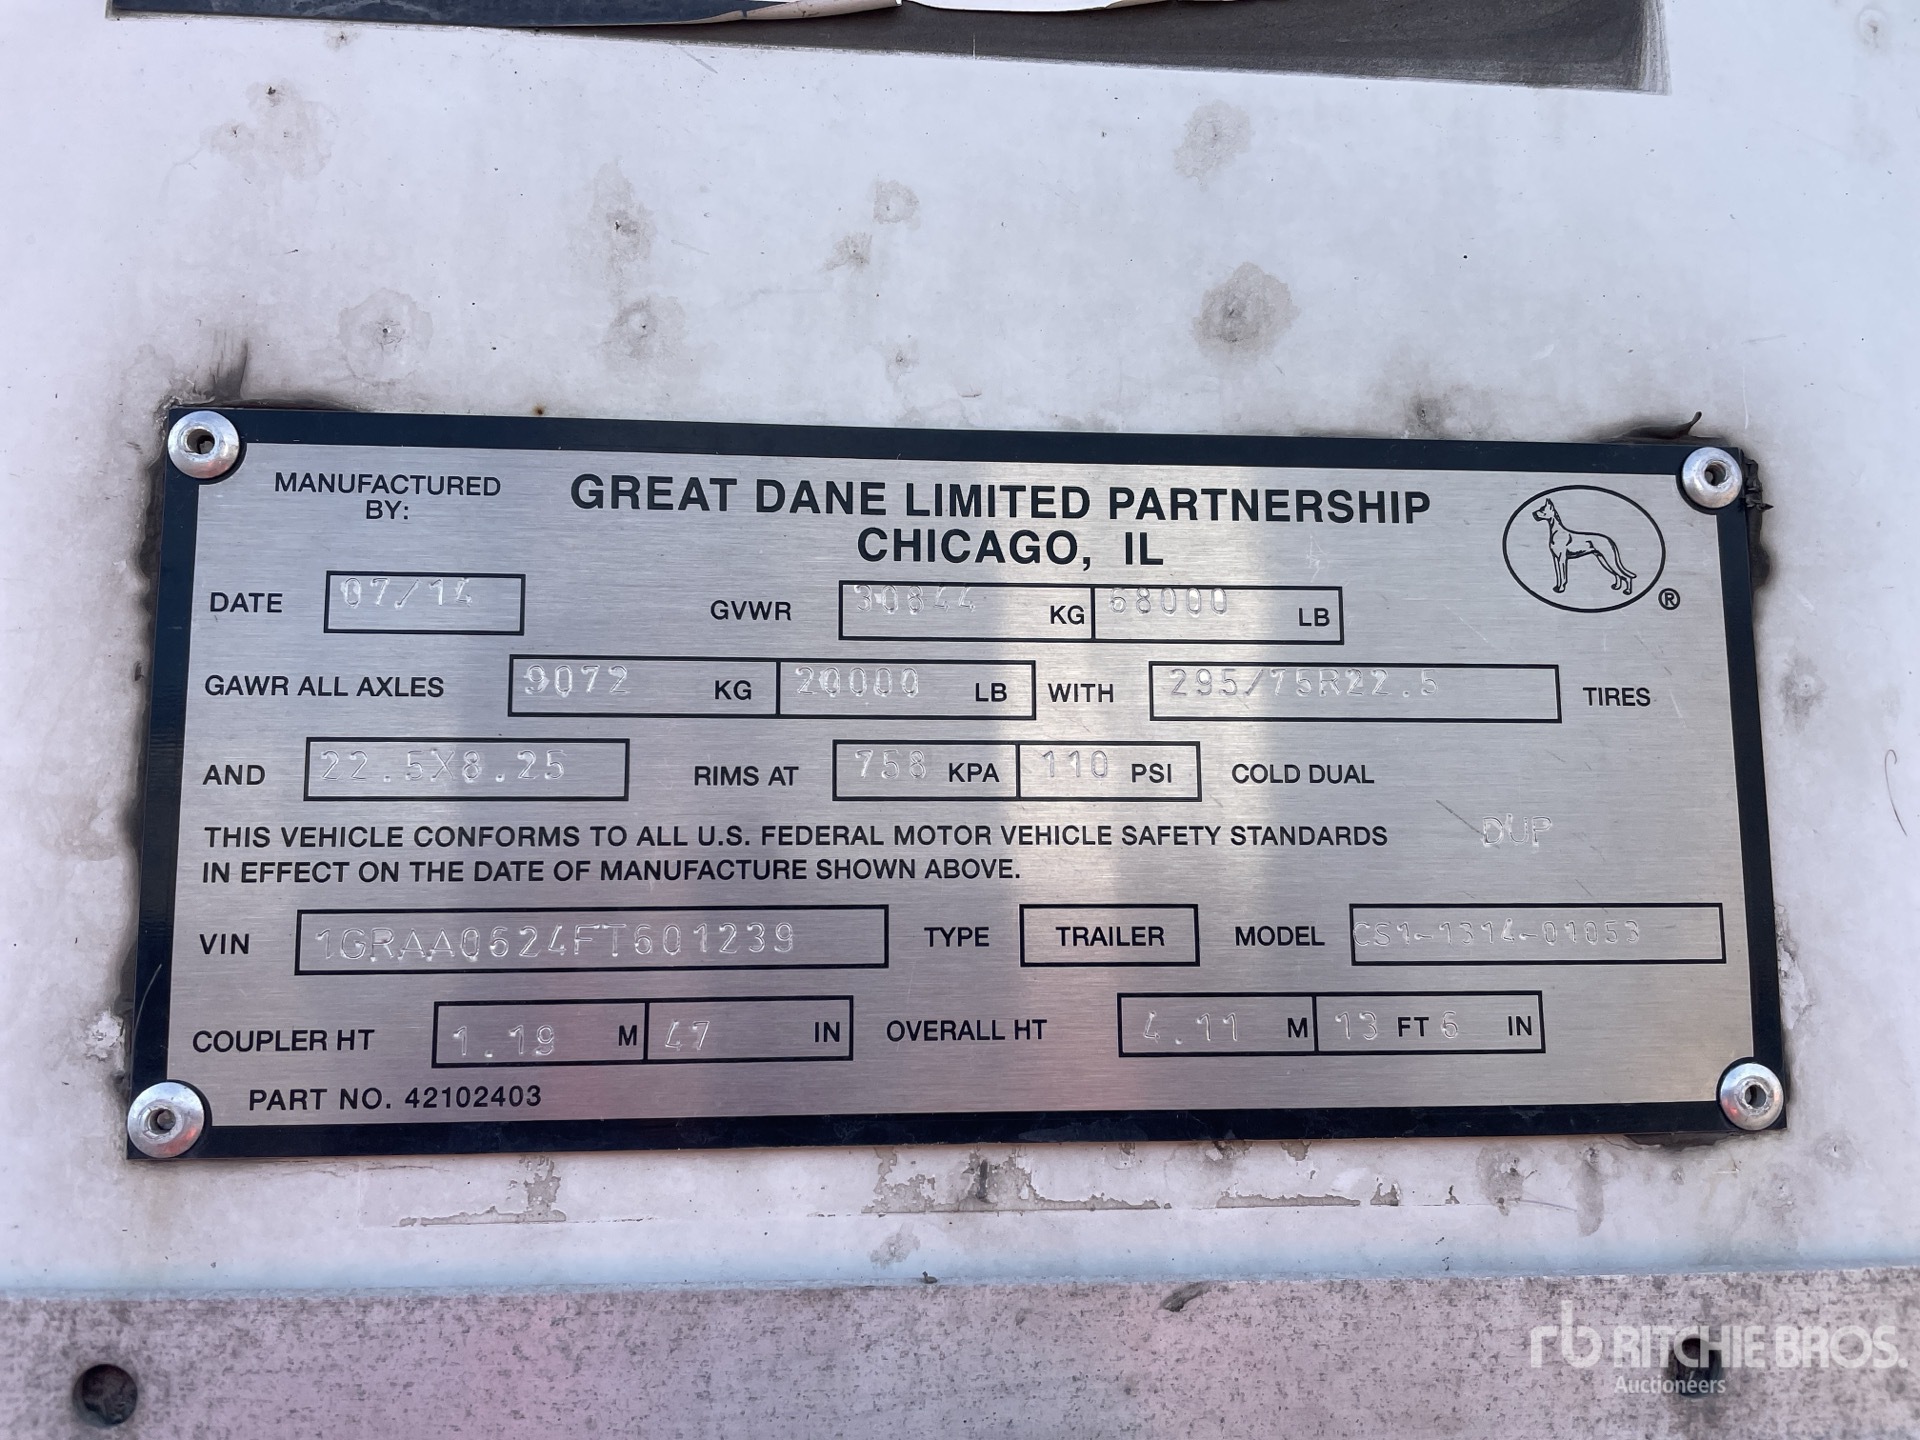 MANUFACTURED BY: GREAT DANE LIMITED PARTNERSHIP
CHICAGO, IL
®
DATE 07/14 GVWR 30844 KG 68000 LB
GAWR ALL AXLES 9072 KG 20000 LB WITH 295/75R22.5 TIRES
AND 22.5X8.25 RIMS AT 758 KPA 110 PSI COLD DUAL
THIS VEHICLE CONFORMS TO ALL U.S. FEDERAL MOTOR VEHICLE SAFETY STANDARDS DUP
IN EFFECT ON THE DATE OF MANUFACTURE SHOWN ABOVE.
VIN 1GRAA0624FT601239 TYPE TRAILER MODEL CS1-1314-01053
COUPLER HT 1.19 M 47 IN OVERALL HT 4.11 M 13 FT 6 IN
PART NO. 42102403
rb RITCHIE BROS.
Auctioneers